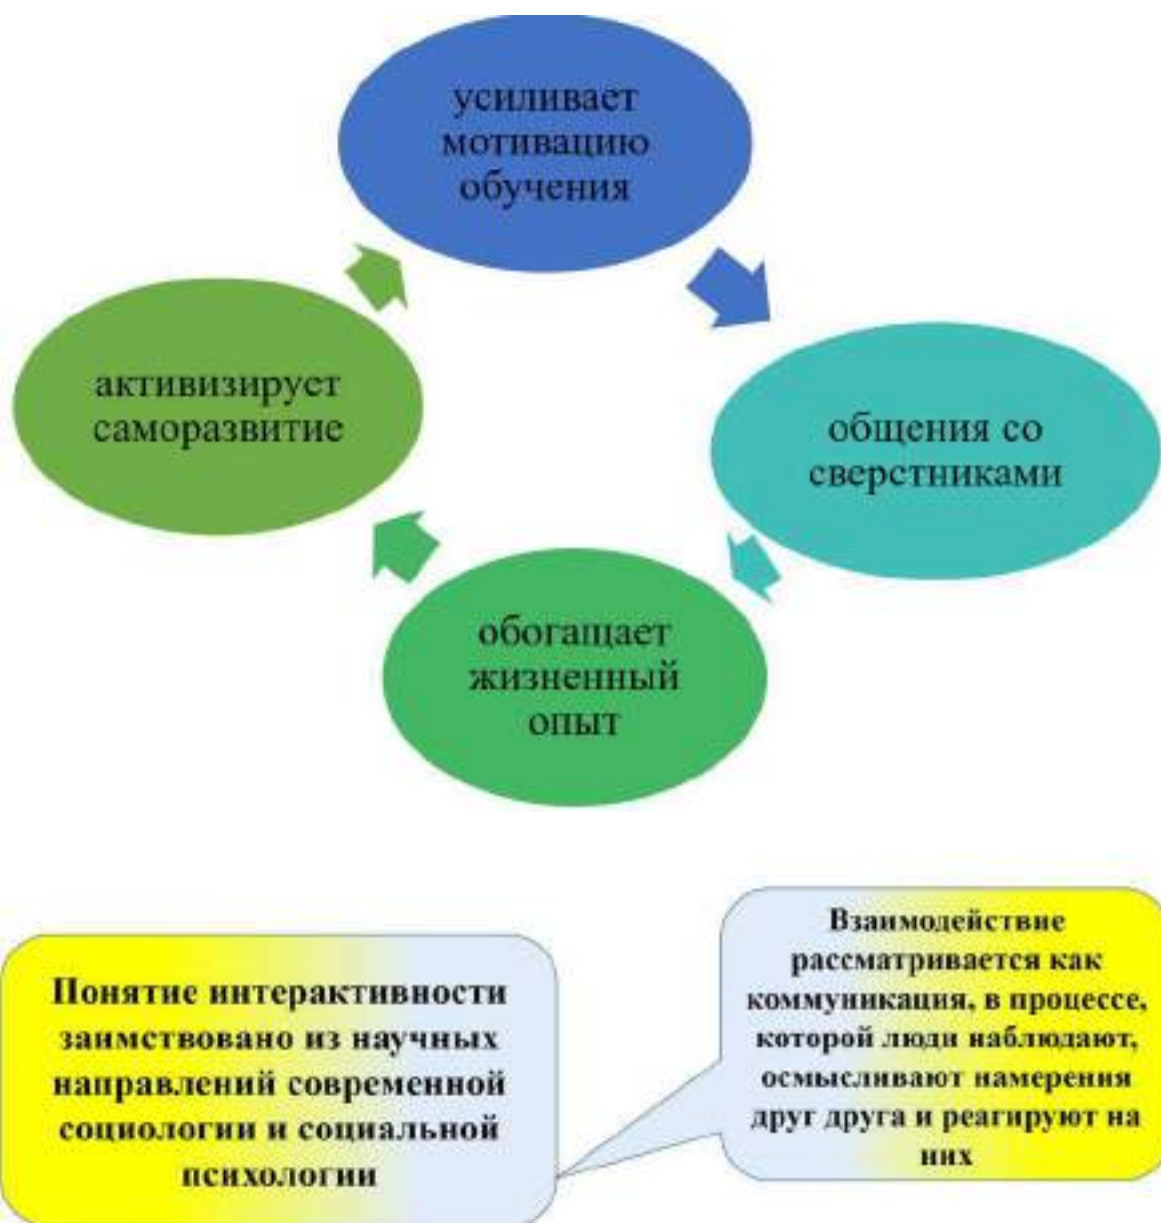 усиливает
мотивацию
обучения
общения со
сверстниками
обогащает
жизненный
опыт
активизирует
саморазвитие
Понятие интерактивности
заимствовано из научных
направлений современной
социологии и социальной
психологии
Взаимодействие
рассматривается как
коммуникация, в процессе,
которой люди наблюдают,
осмысливают намерения
друг друга и реагируют на
них